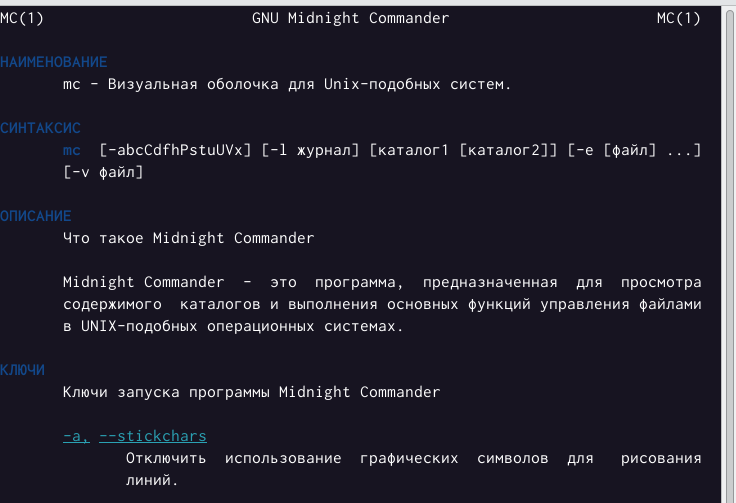 MC(1) GNU Midnight Commander MC(1)
НАИМЕНОВАНИЕ
mc - Визуальная оболочка для Unix-подобных систем.
СИНТАКСИС
mc [-abcCdfhPstuUVx] [-l журнал] [каталог1 [каталог2]] [-e [файл] ...]
[-v файл]
ОПИСАНИЕ
Что такое Midnight Commander
Midnight Commander - это программа, предназначенная для просмотра
содержимого каталогов и выполнения основных функций управления файлами
в UNIX-подобных операционных системах.
КЛЮЧИ
Ключи запуска программы Midnight Commander
-a, --stickchars
Отключить использование графических символов для рисования
линий.